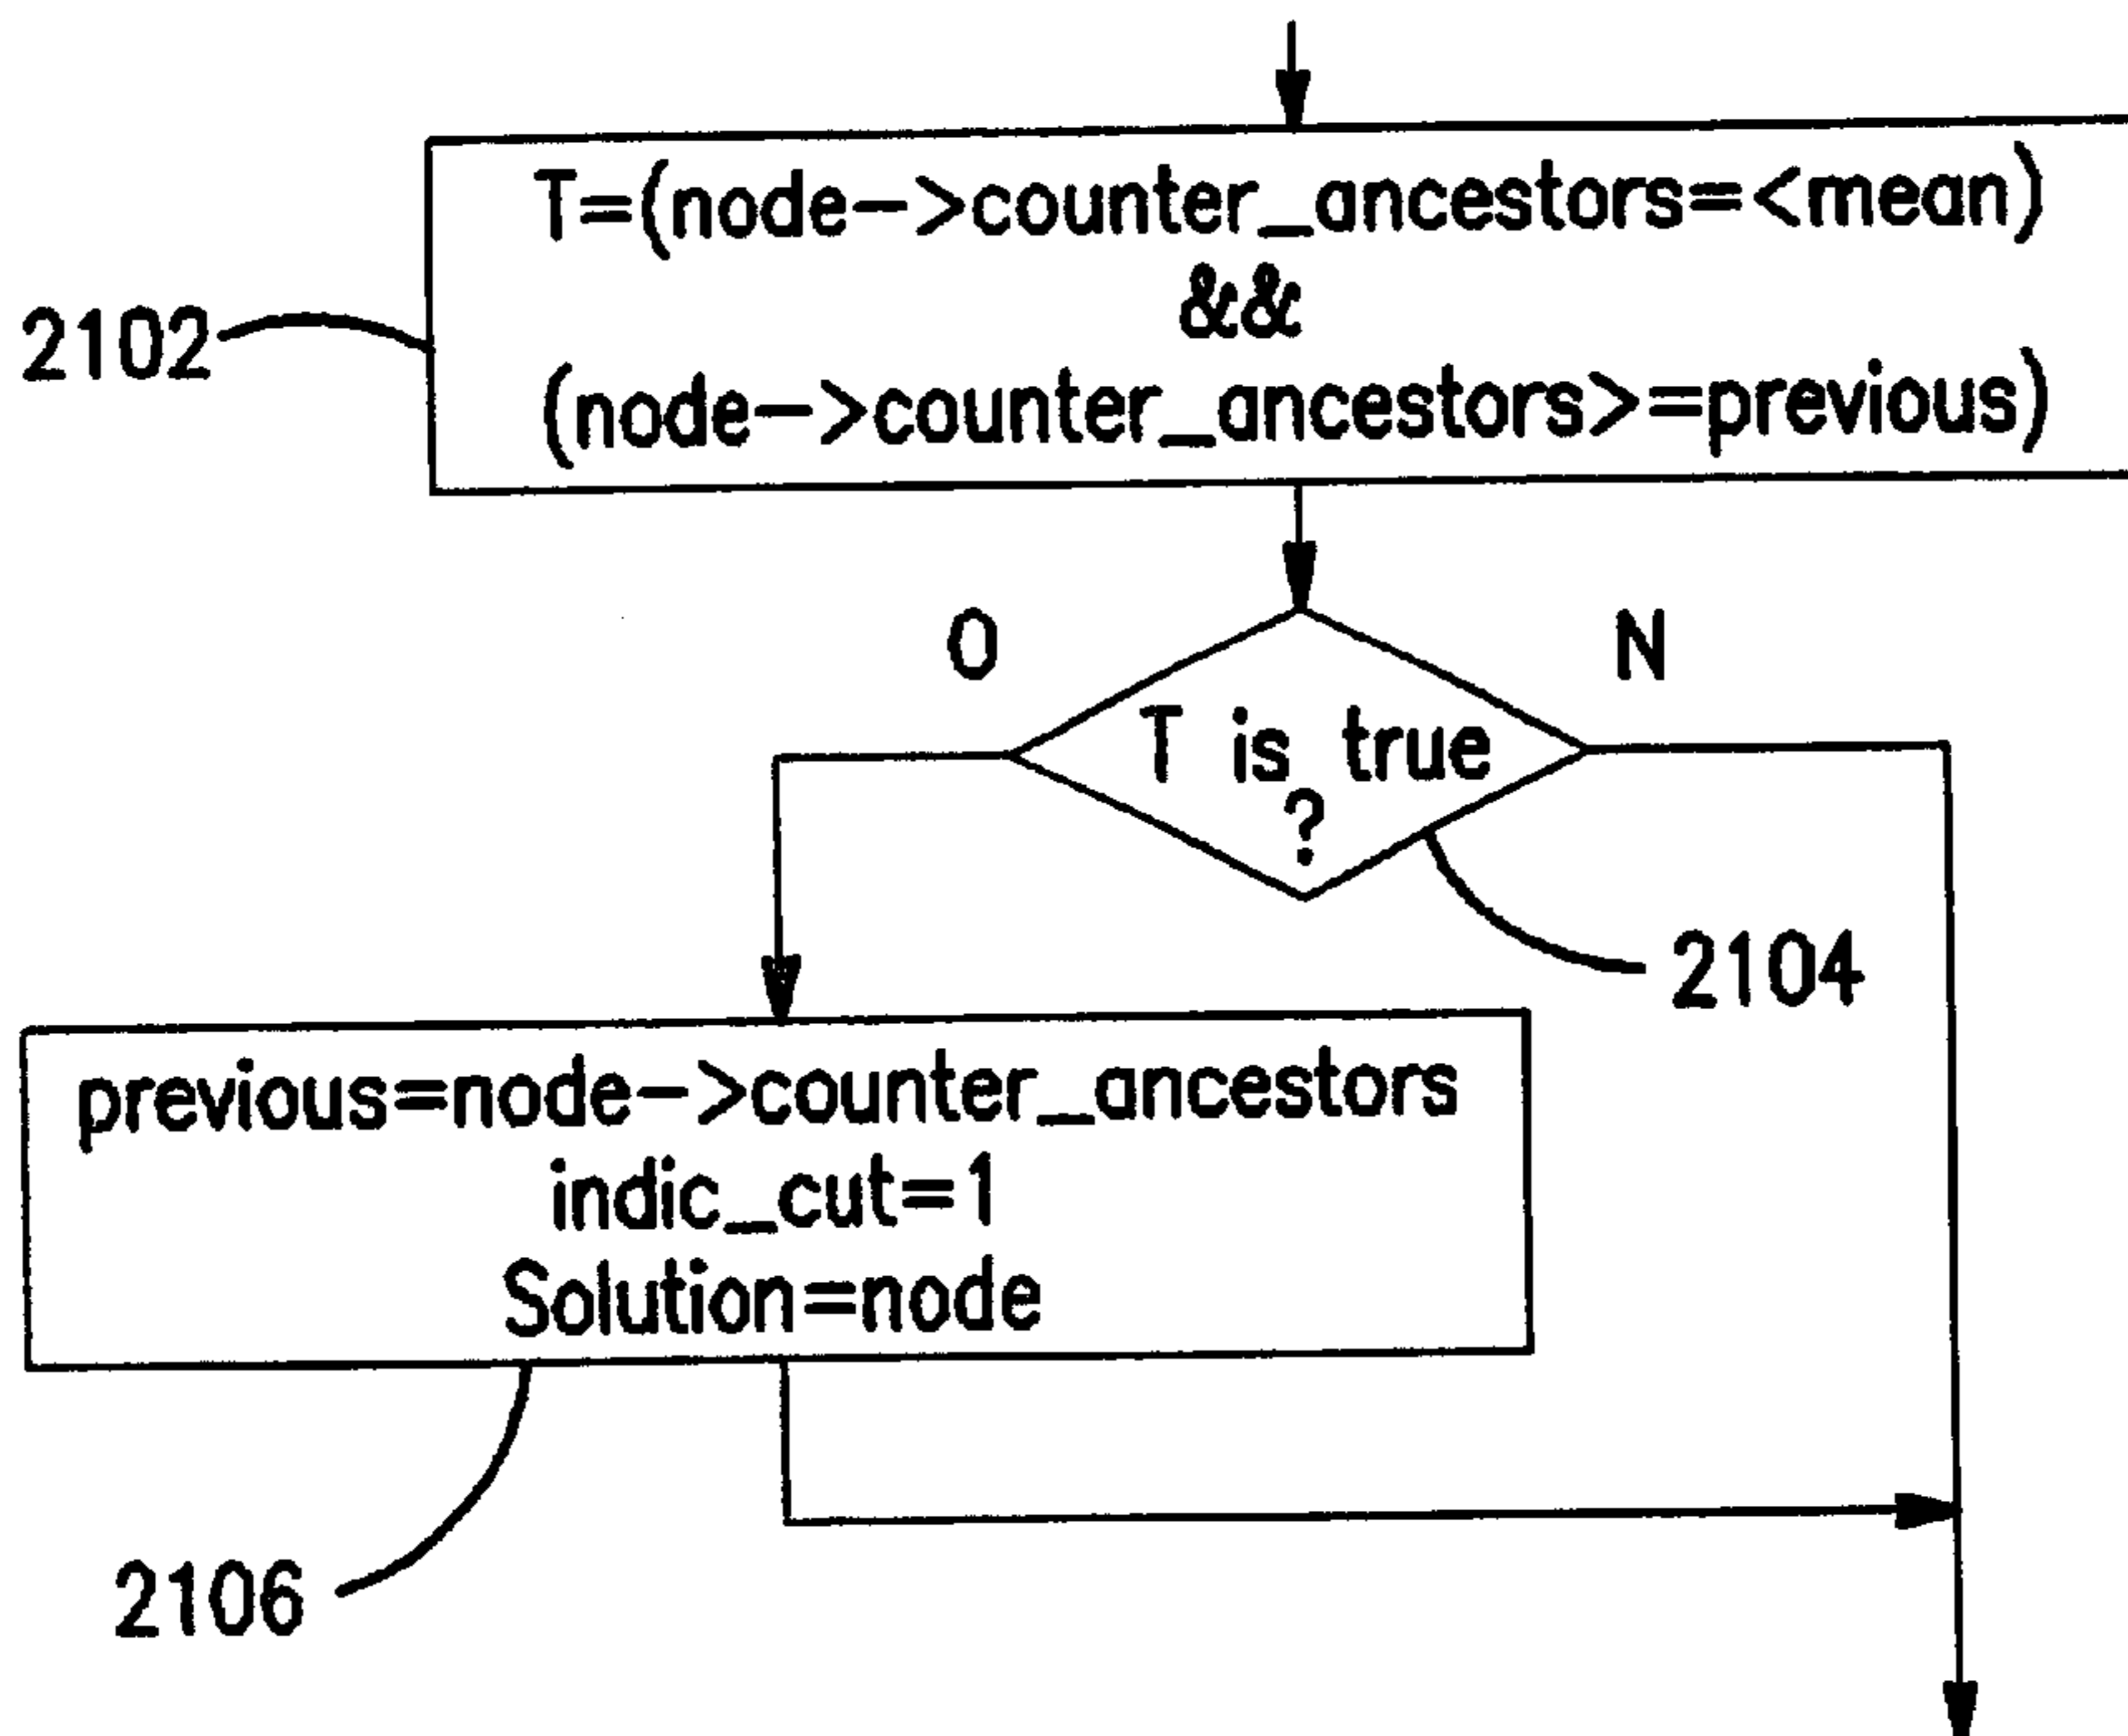 T=(node->counter_ancestors=<mean)
&&
2102
(node->counter_ancestors>=previous)
O
N
T is true
?
2104
previous=node->counter_ancestors
indic_cut=1
Solution=node
2106